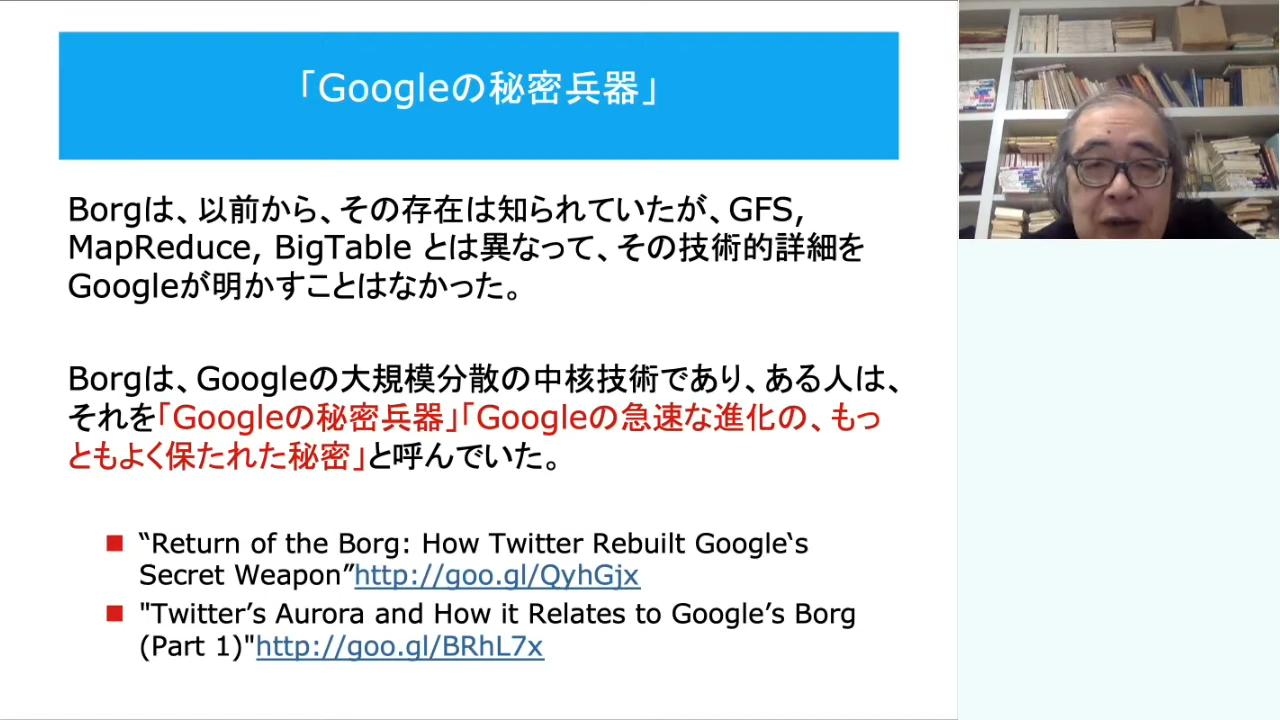 「Googleの秘密兵器」
Borgは、以前から、その存在は知られていたが、GFS,
MapReduce, BigTable とは異なって、その技術的詳細を
Googleが明かすことはなかった。
Borgは、Googleの大規模分散の中核技術であり、ある人は、
それを「Googleの秘密兵器」「Googleの急速な進化の、もっ
ともよく保たれた秘密」と呼んでいた。
“Return of the Borg: How Twitter Rebuilt Google‘s
Secret Weapon”http://goo.gl/QyhGjx
"Twitter’s Aurora and How it Relates to Google’s Borg
(Part 1)"http://goo.gl/BRhL7x